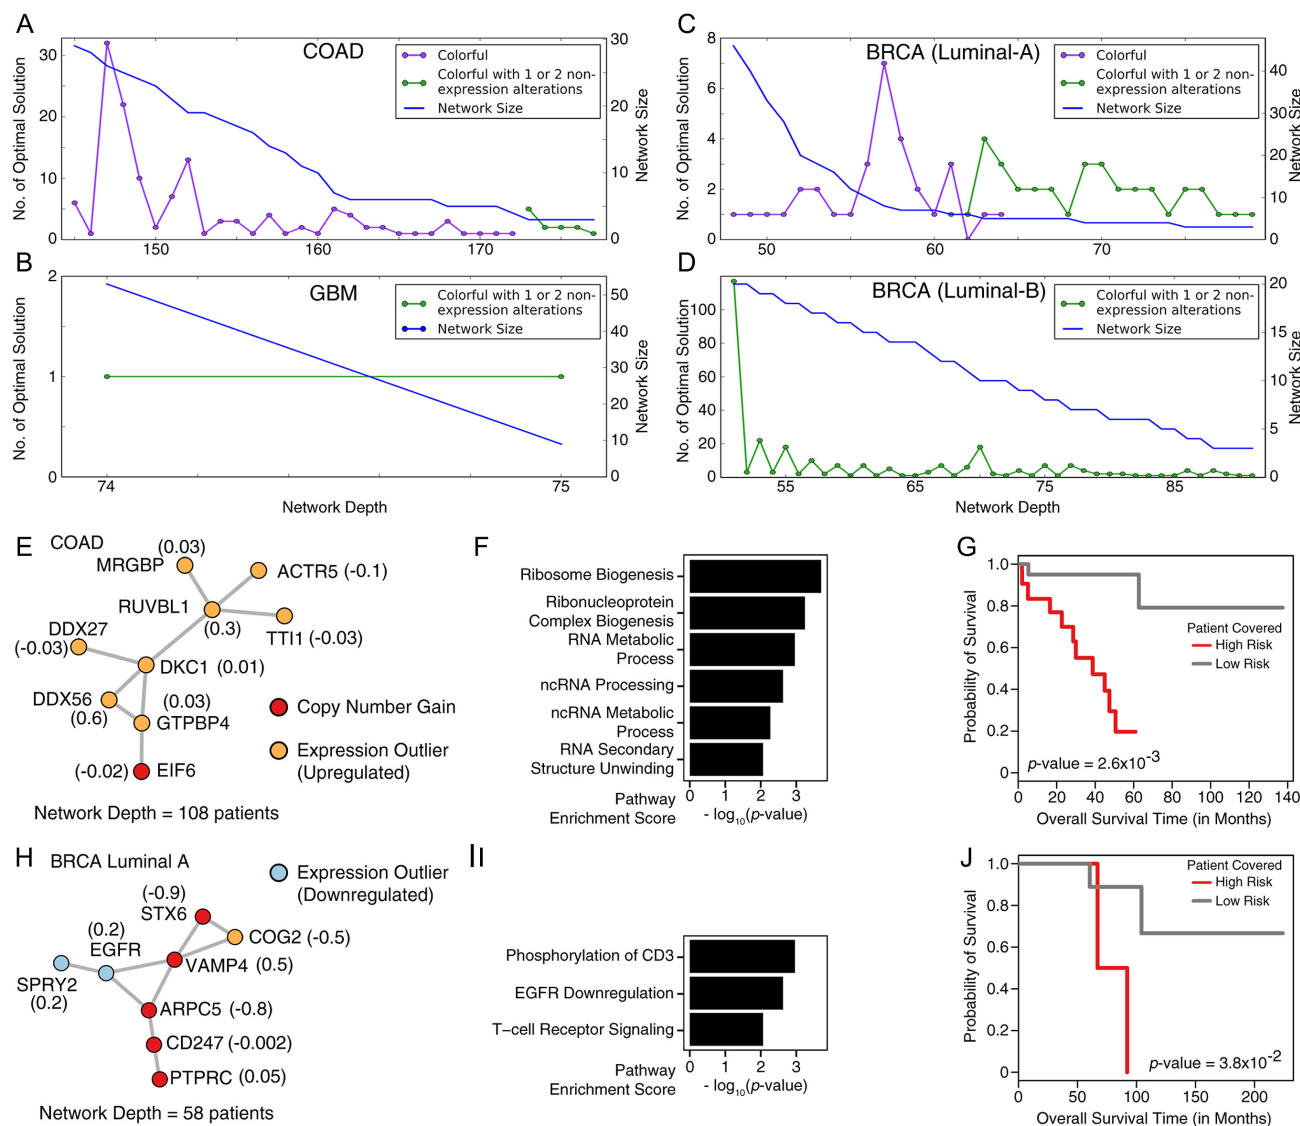 A
COAD
No. of Optimal Solution
Network Size
Colorful
Colorful with 1 or 2 non-
expression alterations
Network Size
30
20
10
0
30
25
20
15
10
5
0
150
160
170
B
GBM
No. of Optimal Solution
Network Size
Colorful with 1 or 2 non-
expression alterations
Network Size
2
1
0
50
40
30
20
10
0
74
75
Network Depth
C
BRCA (Luminal-A)
No. of Optimal Solution
Network Size
Colorful
Colorful with 1 or 2 non-
expression alterations
Network Size
8
6
4
2
0
40
30
20
10
0
50
60
70
D
BRCA (Luminal-B)
No. of Optimal Solution
Network Size
Colorful with 1 or 2 non-
expression alterations
Network Size
100
80
60
40
20
0
20
15
10
5
0
55
65
75
85
Network Depth
E
COAD
(0.03)
MRGBP
ACTR5 (-0.1)
RUVBL1
(0.3)
TTI1 (-0.03)
DDX27
(-0.03)
DKC1 (0.01)
DDX56
(0.6)
(0.03)
GTPBP4
(-0.02)
EIF6
Copy Number Gain
Expression Outlier
(Upregulated)
Network Depth = 108 patients
F
Ribosome Biogenesis
Ribonucleoprotein
Complex Biogenesis
RNA Metabolic
Process
ncRNA Processing
ncRNA Metabolic
Process
RNA Secondary
Structure Unwinding
0 1 2 3
Pathway
Enrichment Score
- log10(p-value)
G
Probability of Survival
1.0
0.8
0.6
0.4
0.2
0
Patient Covered
High Risk
Low Risk
p-value = 2.6x10-3
0 20 40 60 80 100 120 140
Overall Survival Time (in Months)
H
BRCA Luminal A
Expression Outlier
(Downregulated)
(-0.9)
STX6
COG2 (-0.5)
(0.2)
EGFR
VAMP4 (0.5)
SPRY2
(0.2)
ARPC5 (-0.8)
CD247 (-0.002)
PTPRC (0.05)
Network Depth = 58 patients
II
Phosphorylation of CD3
EGFR Downregulation
T−cell Receptor Signaling
0 1 2 3
Pathway
Enrichment Score
- log10(p-value)
J
Probability of Survival
1.0
0.8
0.6
0.4
0.2
0
Patient Covered
High Risk
Low Risk
p-value = 3.8x10-2
0 50 100 150 200
Overall Survival Time (in Months)